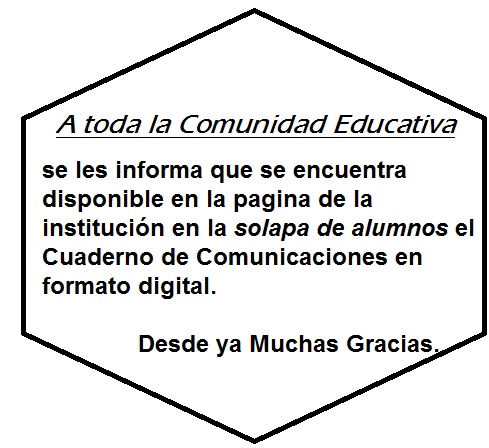 A toda la Comunidad Educativa
se les informa que se encuentra
disponible en la pagina de la
institución en la solapa de alumnos el
Cuaderno de Comunicaciones en
formato digital.
Desde ya Muchas Gracias.